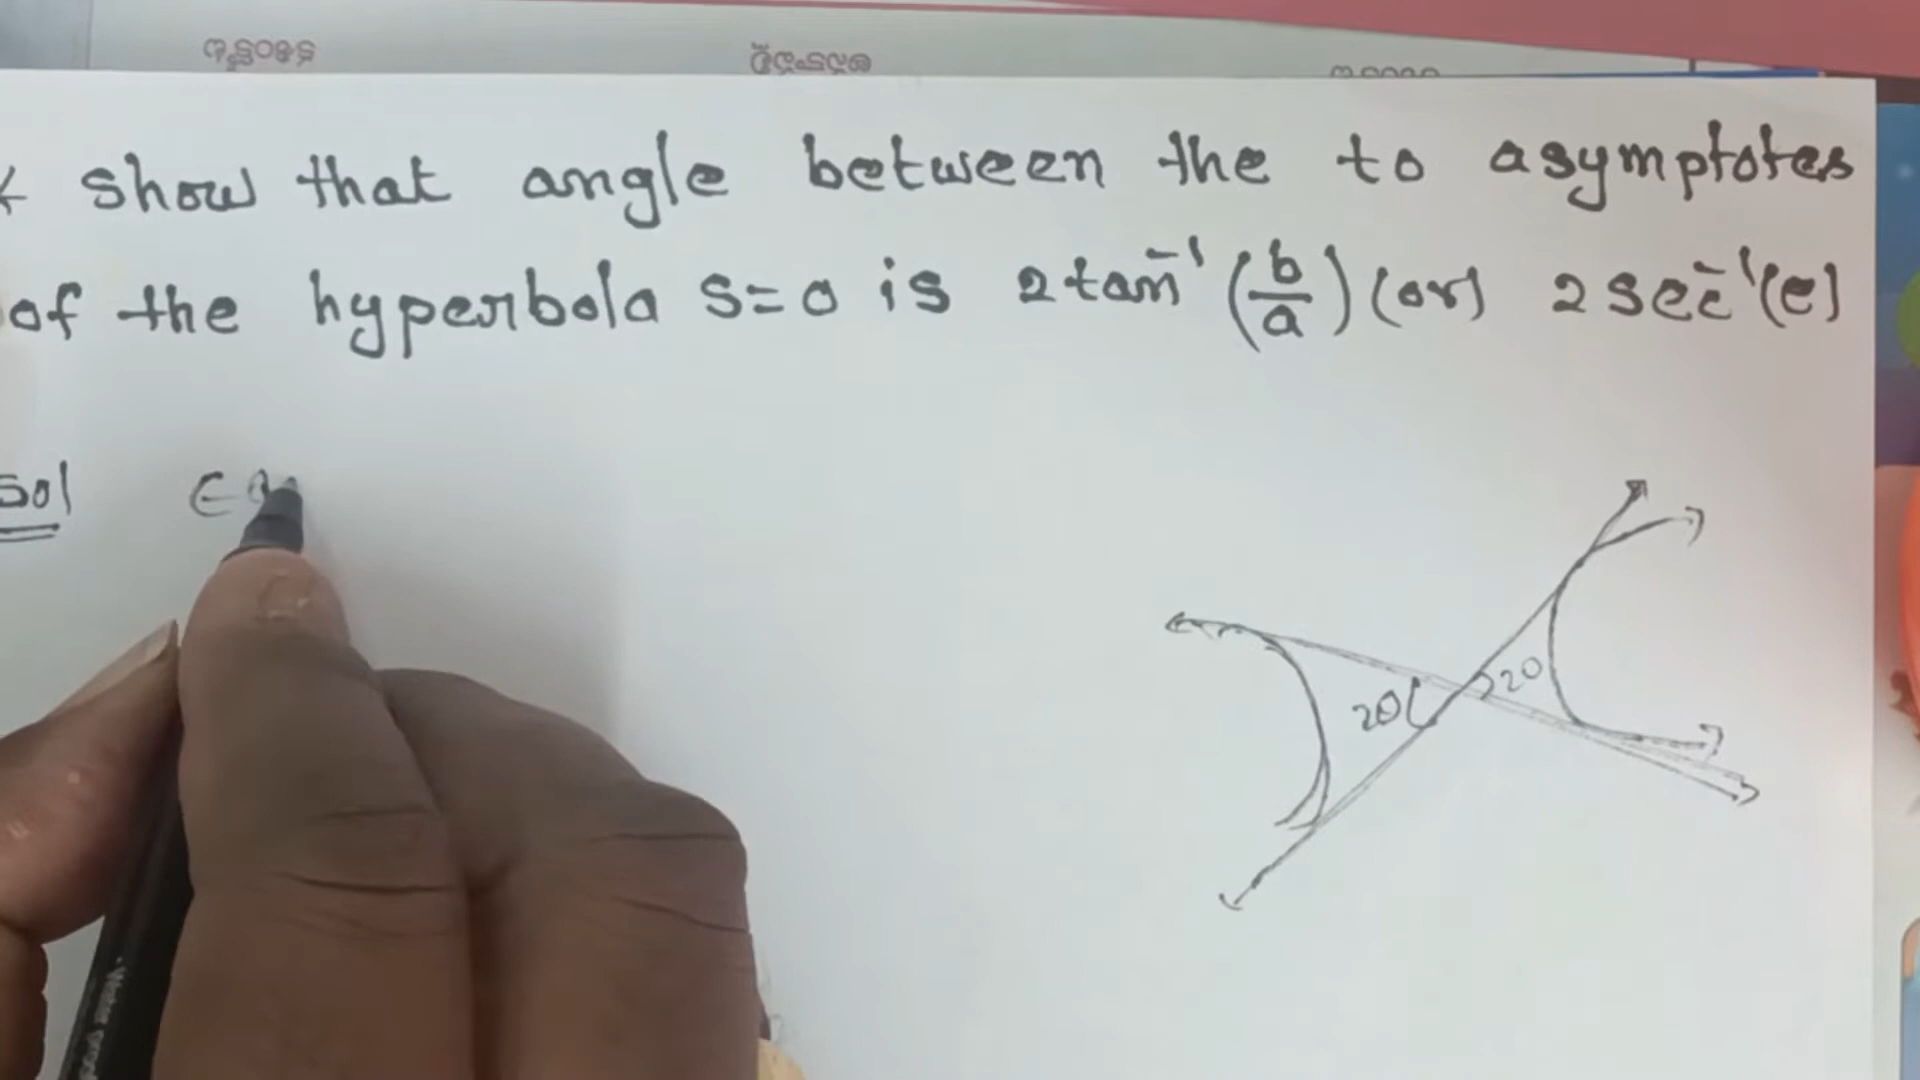 show that angle between the to asymptotes
of the hyperbola S=0 is 2tan⁻¹(b/a) (or) 2sec⁻¹(e)
Sol
2θ
2θ